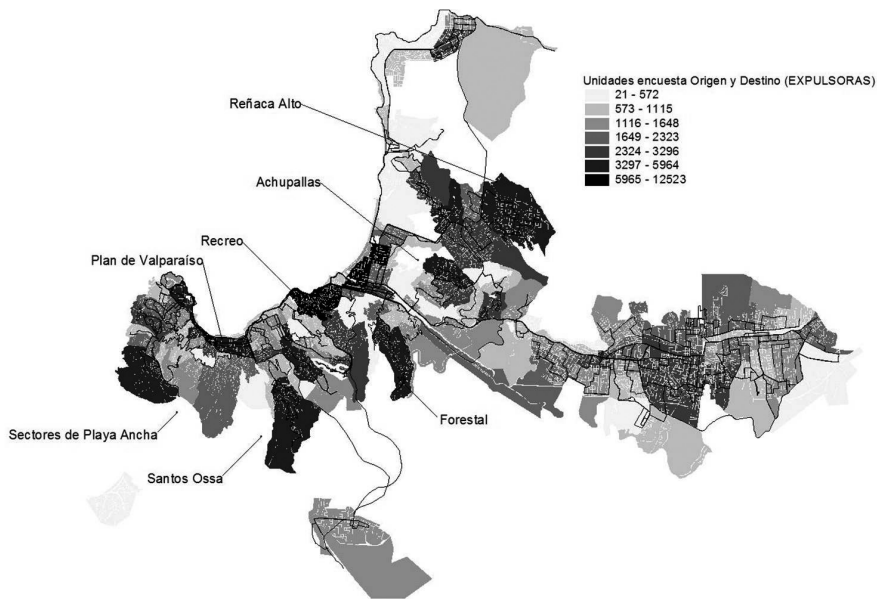 Unidades encuesta Origen y Destino (EXPULSORAS)
21 - 572
573 - 1115
1116 - 1648
1649 - 2323
2324 - 3296
3297 - 5964
5965 - 12523
Reñaca Alto
Achupallas
Recreo
Plan de Valparaíso
Forestal
Sectores de Playa Ancha
Santos Ossa